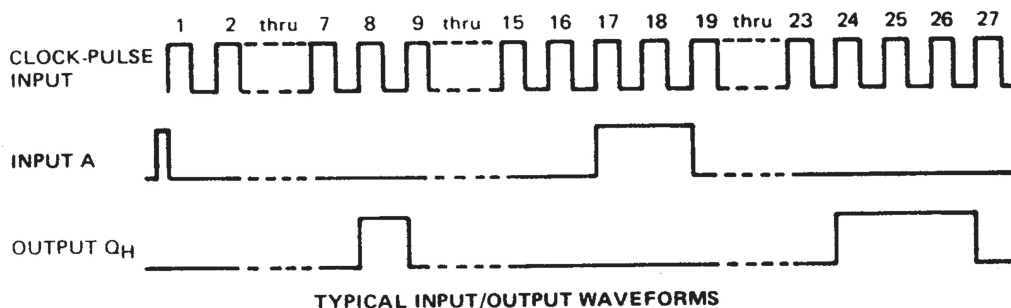 1 2 thru 7 8 9 thru 15 16 17 18 19 thru 23 24 25 26 27
CLOCK-PULSE
INPUT
INPUT A
OUTPUT QH
TYPICAL INPUT/OUTPUT WAVEFORMS